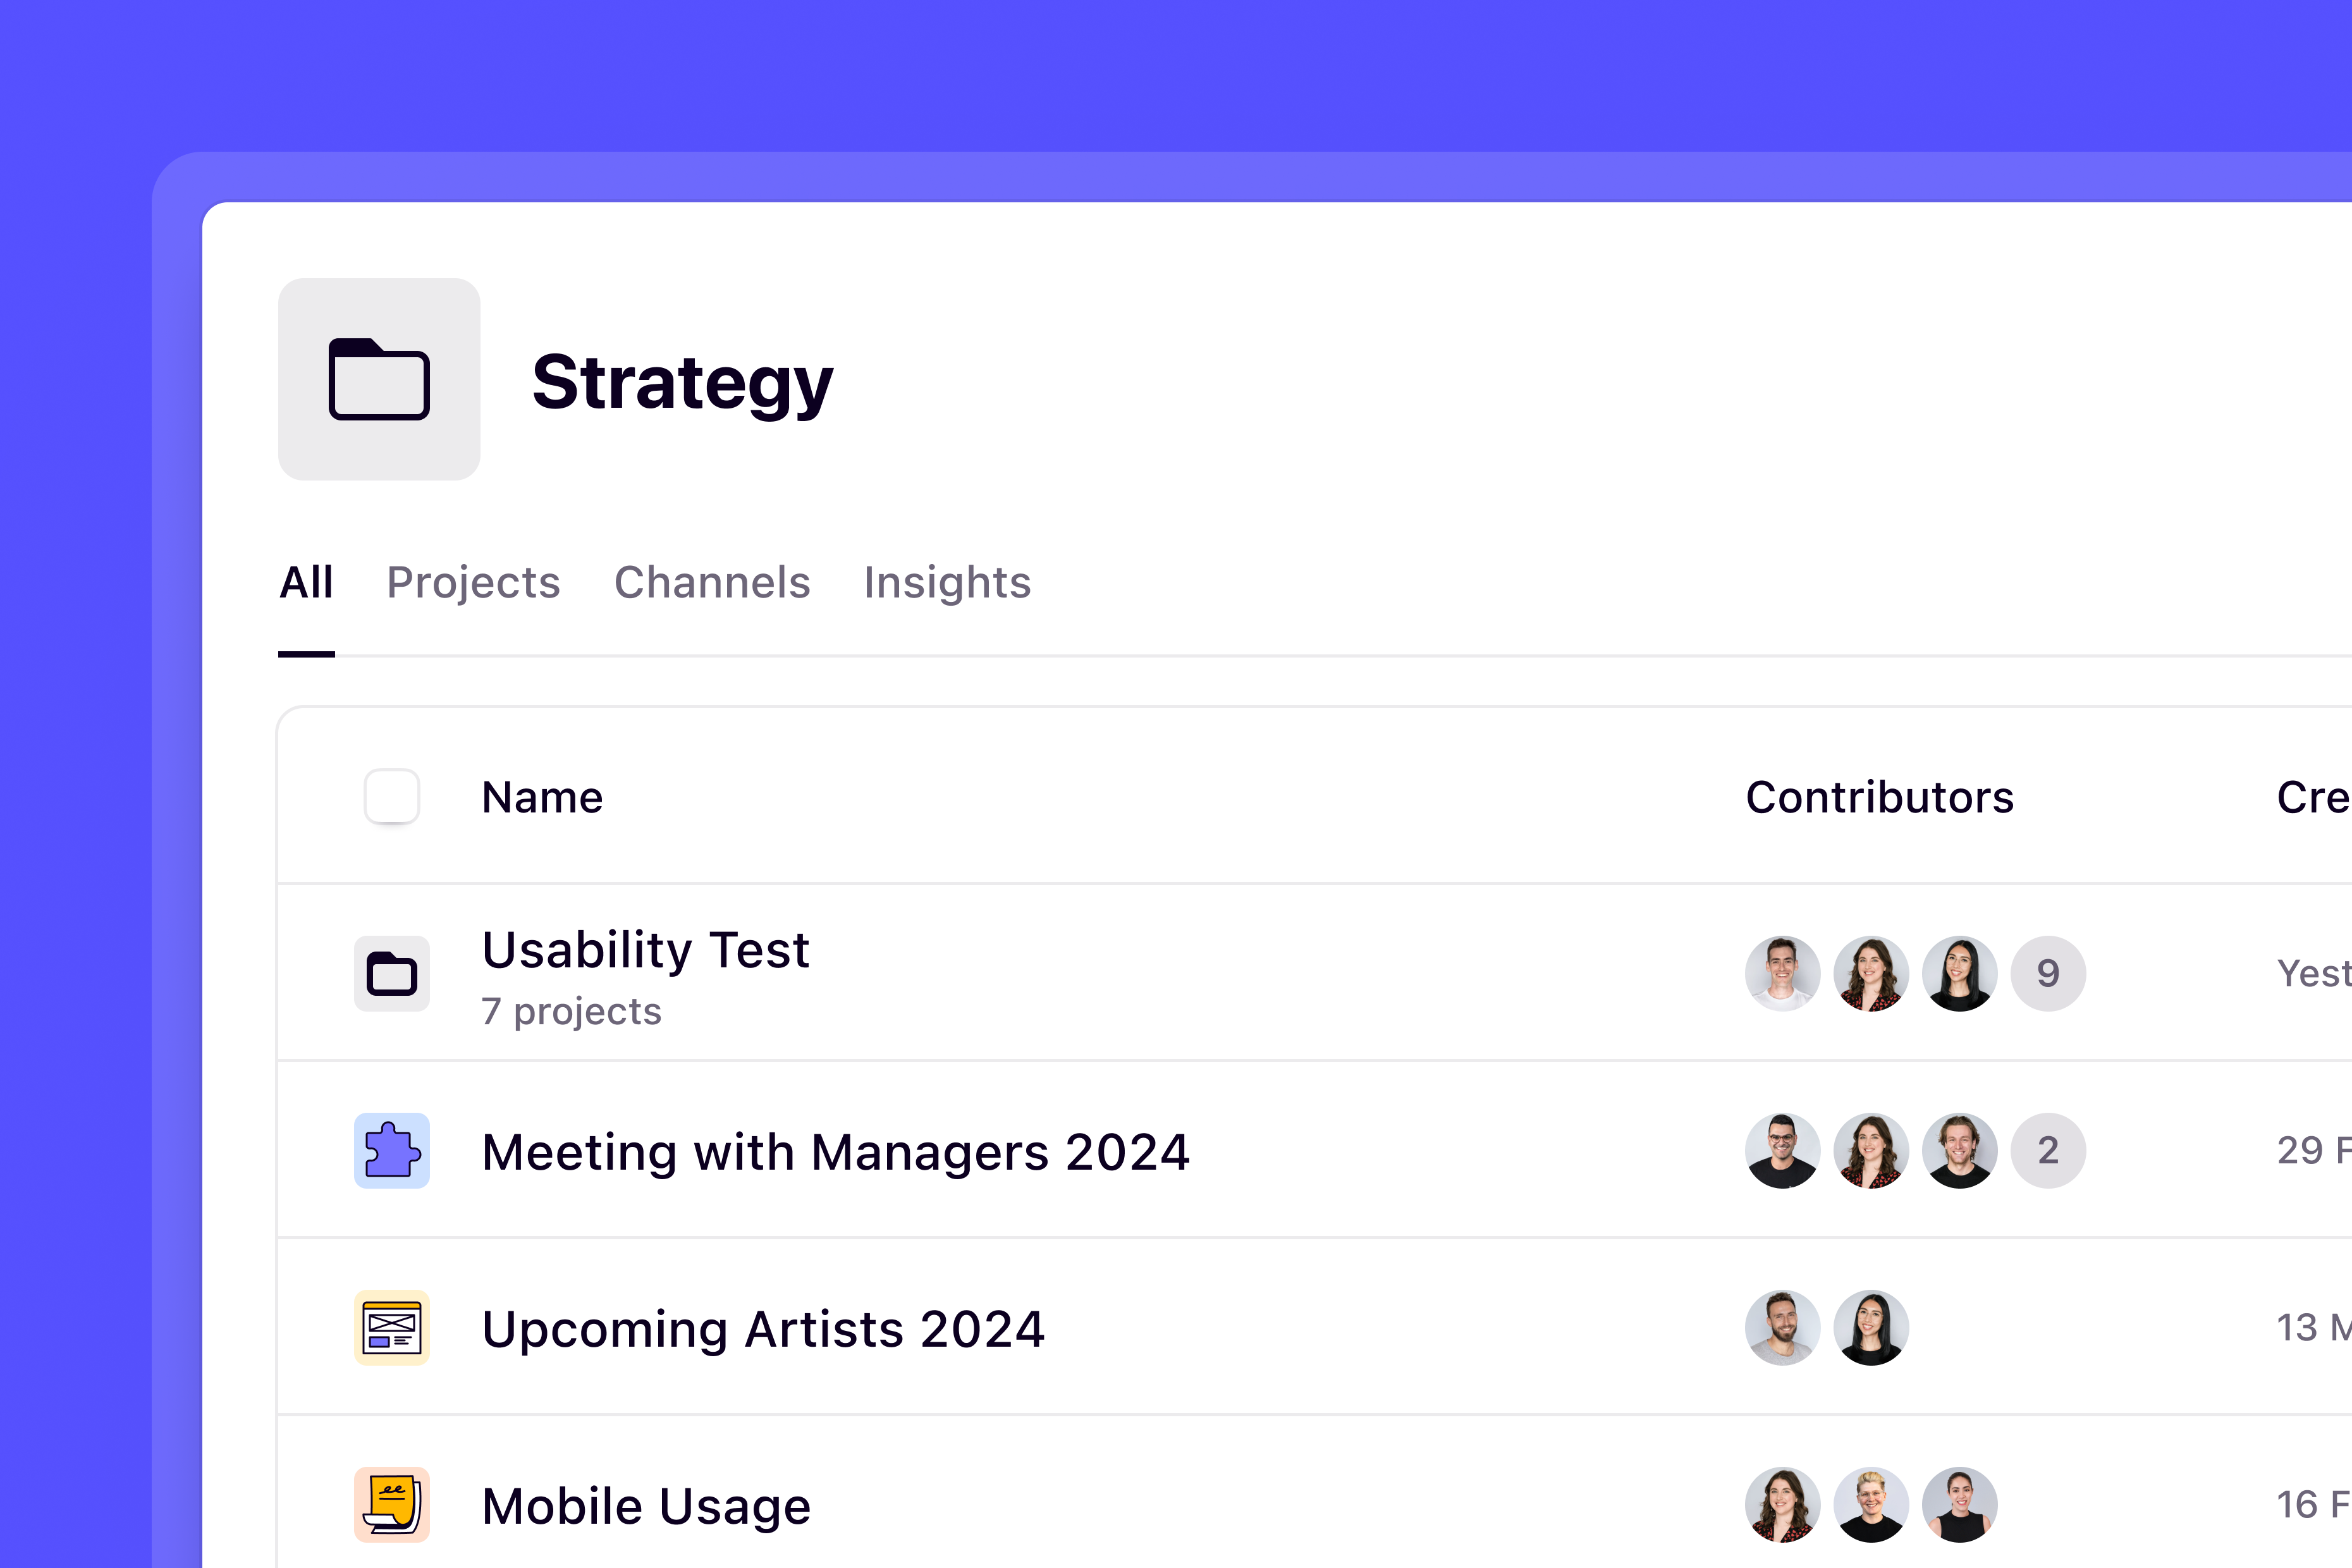 Strategy
All Projects Channels Insights
Name Contributors Cre
Usability Test
7 projects
9 Yest
Meeting with Managers 2024 2 29 F
Upcoming Artists 2024 13 M
Mobile Usage 16 F